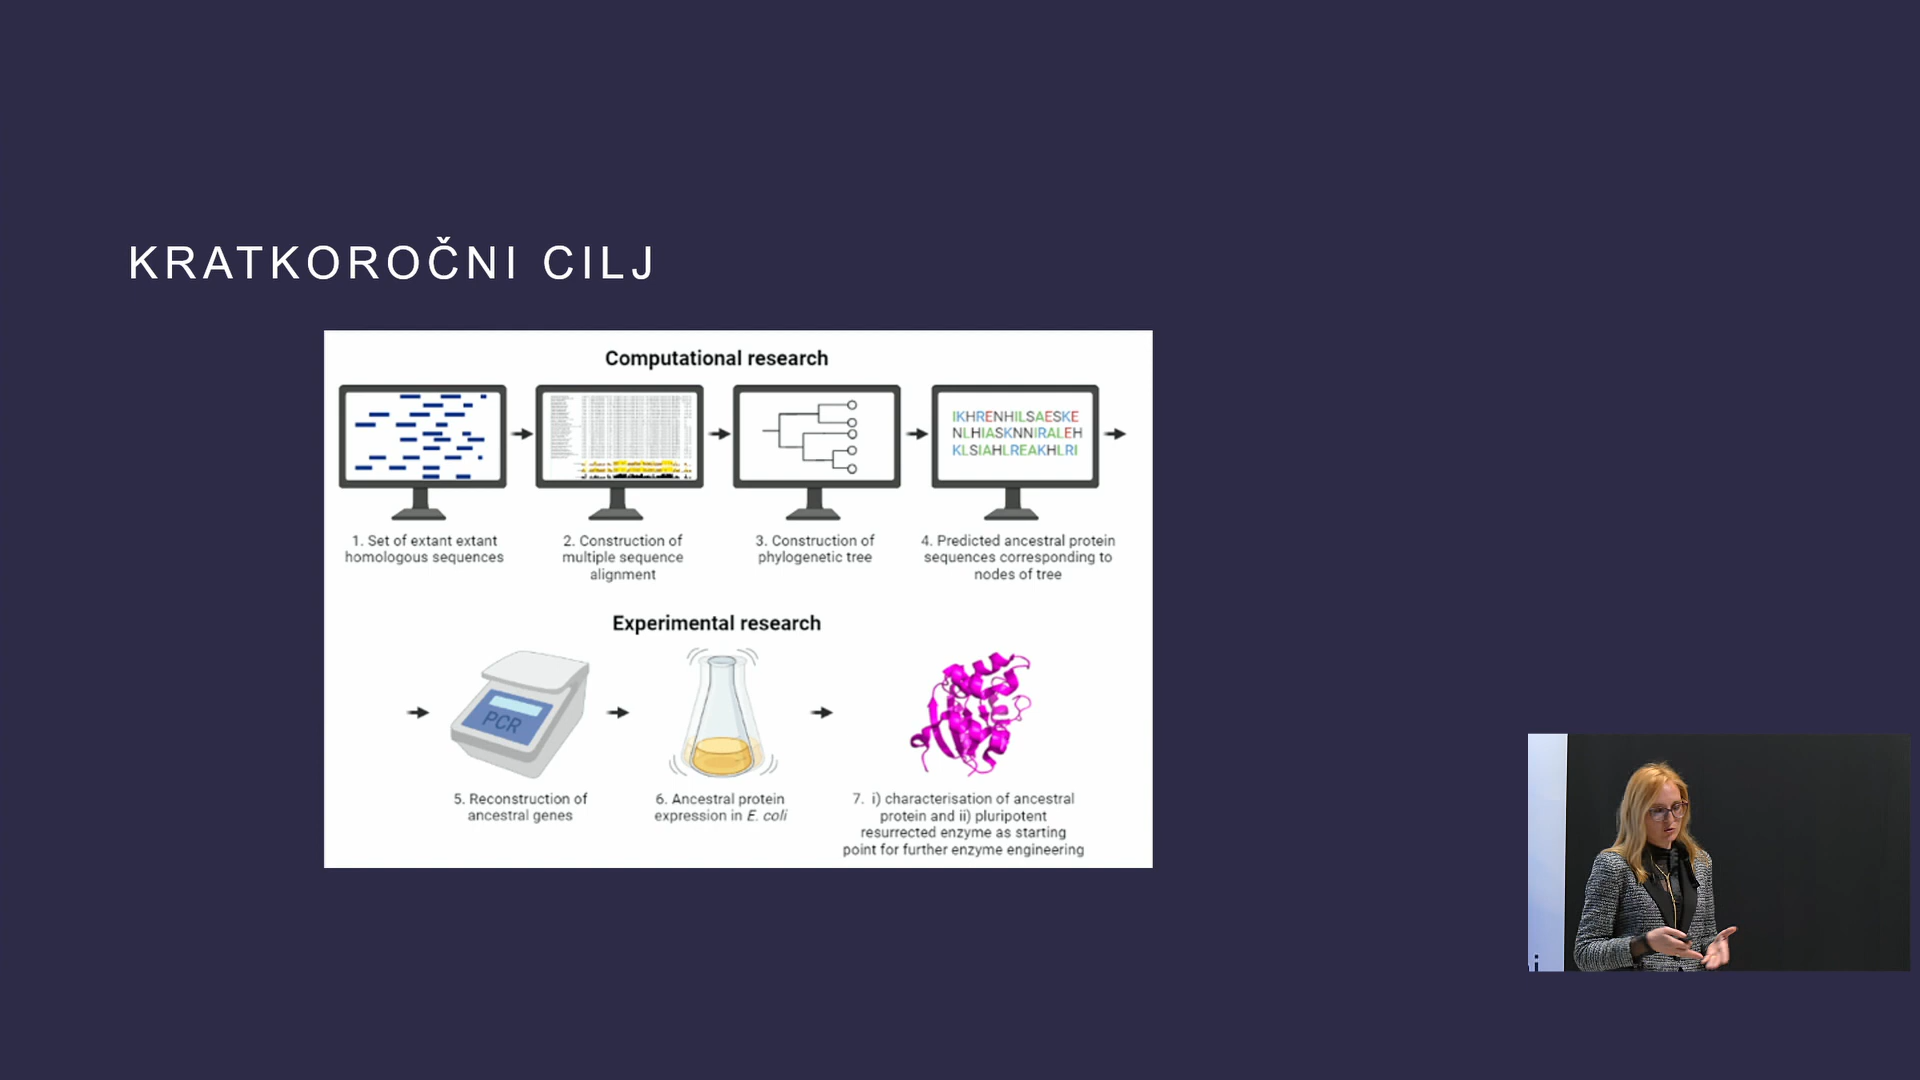 KRATKOROČNI CILJ
Computational research
IKHRENHILSAESKE
NLHIASKNNIRALEH
KLSIAHLREAKHLRI
1. Set of extant extant
homologous sequences
2. Construction of
multiple sequence
alignment
3. Construction of
phylogenetic tree
4. Predicted ancestral protein
sequences corresponding to
nodes of tree
Experimental research
PCR
5. Reconstruction of
ancestral genes
6. Ancestral protein
expression in E. coli
7. i) characterisation of ancestral
protein and ii) pluripotent
resurrected enzyme as starting
point for further enzyme engineering